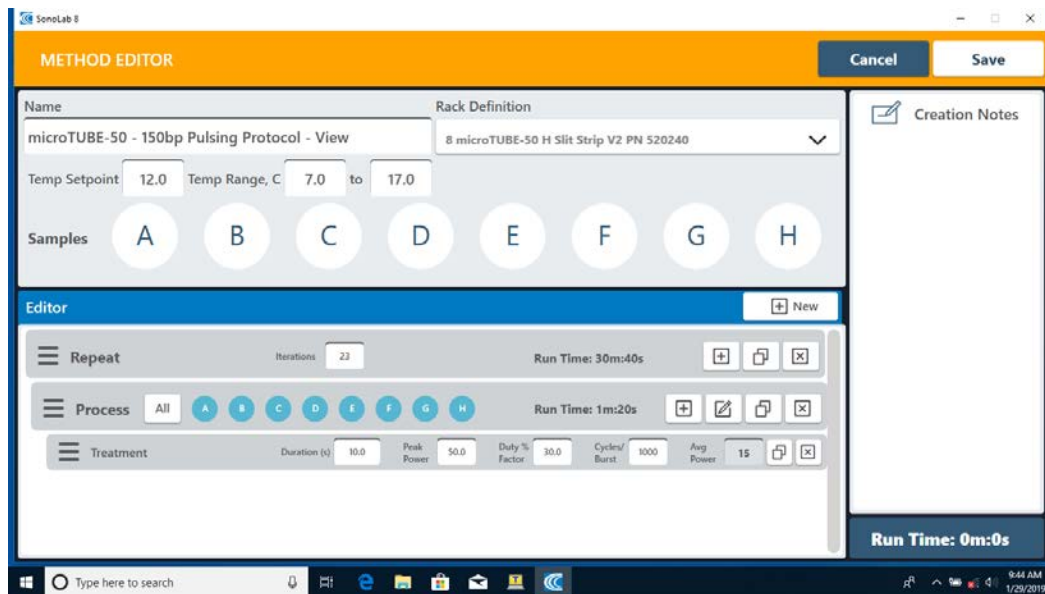 SonoLab 8
METHOD EDITOR
Cancel
Save
Name
Rack Definition
microTUBE-50 - 150bp Pulsing Protocol - View
8 microTUBE-50 H Slit Strip V2 PN 520240
Creation Notes
Temp Setpoint 12.0 Temp Range, C 7.0 to 17.0
Samples A B C D E F G H
Editor
New
Repeat Iterations 23 Run Time: 30m:40s
Process All A B C D E F G H Run Time: 1m:20s
Treatment Duration (s) 10.0 Peak Power 50.0 Duty % Factor 30.0 Cycles/ Burst 1000 Avg Power 15
Run Time: 0m:0s
Type here to search
9:44 AM
1/29/2019